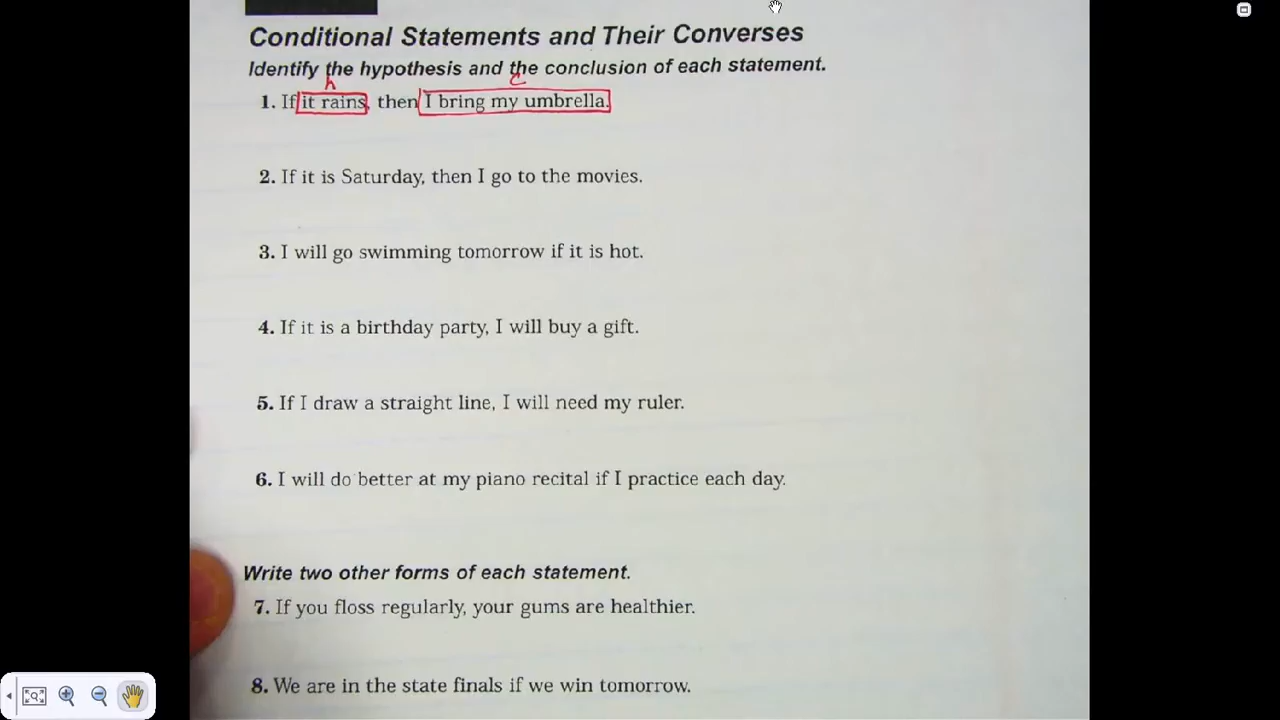 Conditional Statements and Their Converses
Identify the hypothesis and the conclusion of each statement.
h c
1. If it rains, then I bring my umbrella.
2. If it is Saturday, then I go to the movies.
3. I will go swimming tomorrow if it is hot.
4. If it is a birthday party, I will buy a gift.
5. If I draw a straight line, I will need my ruler.
6. I will do better at my piano recital if I practice each day.
Write two other forms of each statement.
7. If you floss regularly, your gums are healthier.
8. We are in the state finals if we win tomorrow.